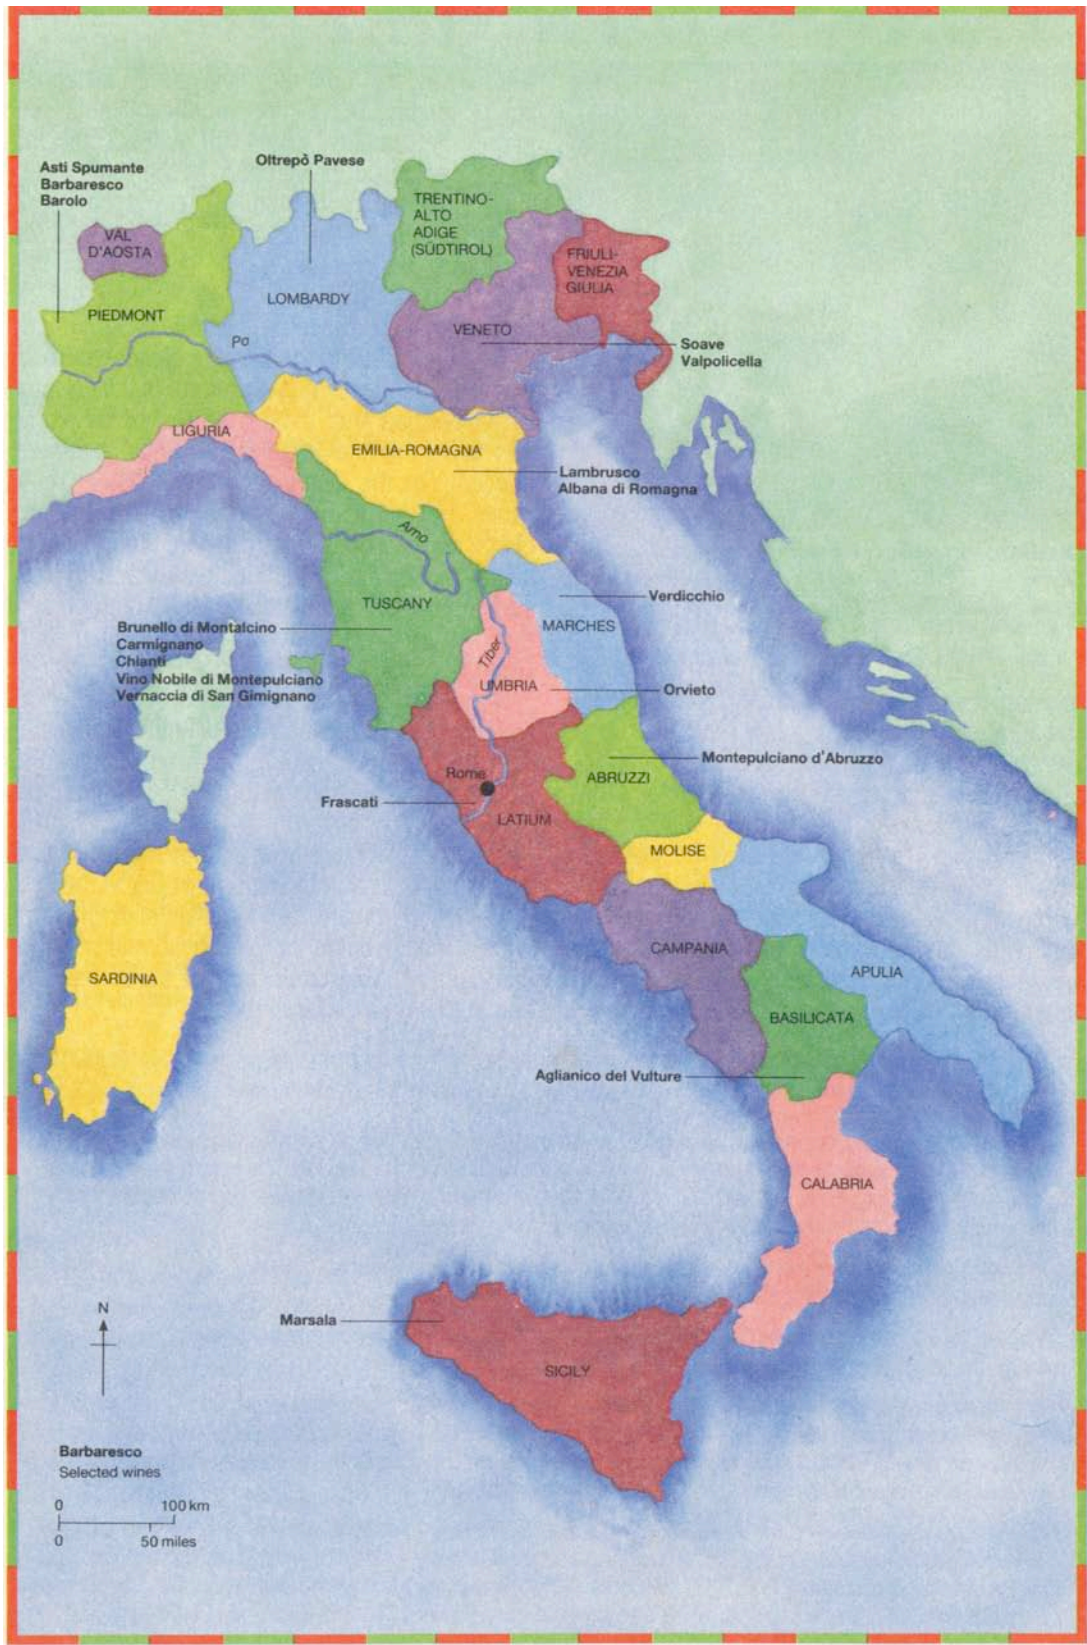 Asti Spumante
Barbaresco
Barolo
Oltrepò Pavese
TRENTINO-
ALTO
ADIGE
(SÜDTIROL)
VAL
D'AOSTA
FRIULI-
VENEZIA
GIULIA
LOMBARDY
PIEDMONT
VENETO
Po
Soave
Valpolicella
LIGURIA
EMILIA-ROMAGNA
Lambrusco
Albana di Romagna
Arno
TUSCANY
Verdicchio
MARCHES
Brunello di Montalcino
Carmignano
Chianti
Vino Nobile di Montepulciano
Vernaccia di San Gimignano
Tiber
UMBRIA
Orvieto
Montepulciano d'Abruzzo
Rome
ABRUZZI
Frascati
LATIUM
MOLISE
CAMPANIA
SARDINIA
APULIA
BASILICATA
Aglianico del Vulture
CALABRIA
N
Marsala
SICILY
Barbaresco
Selected wines
0 100 km
0 50 miles